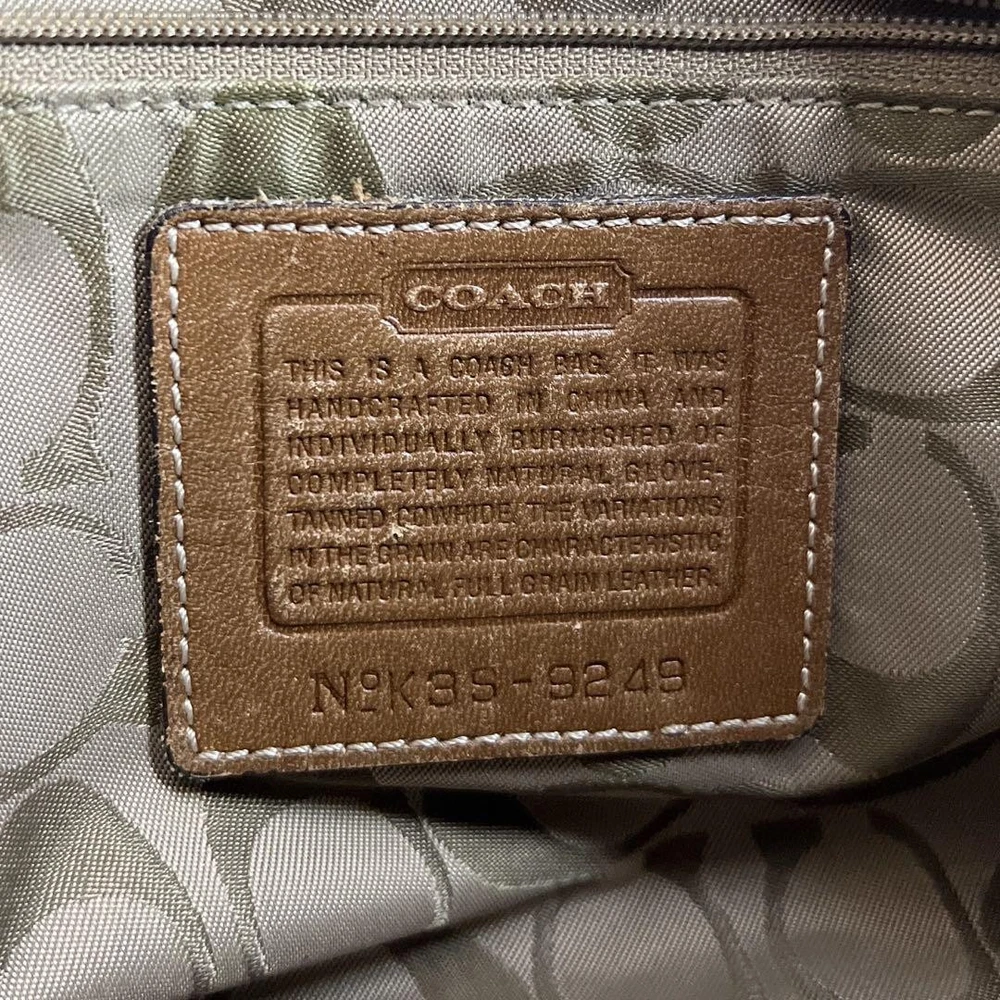 COACH
THIS IS A COACH BAG. IT WAS
HANDCRAFTED IN CHINA AND
INDIVIDUALLY BURNISHED OF
COMPLETELY NATURAL GLOVE-
TANNED COWHIDE. THE VARIATIONS
IN THE GRAIN ARE CHARACTERISTIC
OF NATURAL FULL GRAIN LEATHER.
NºK3S-9249